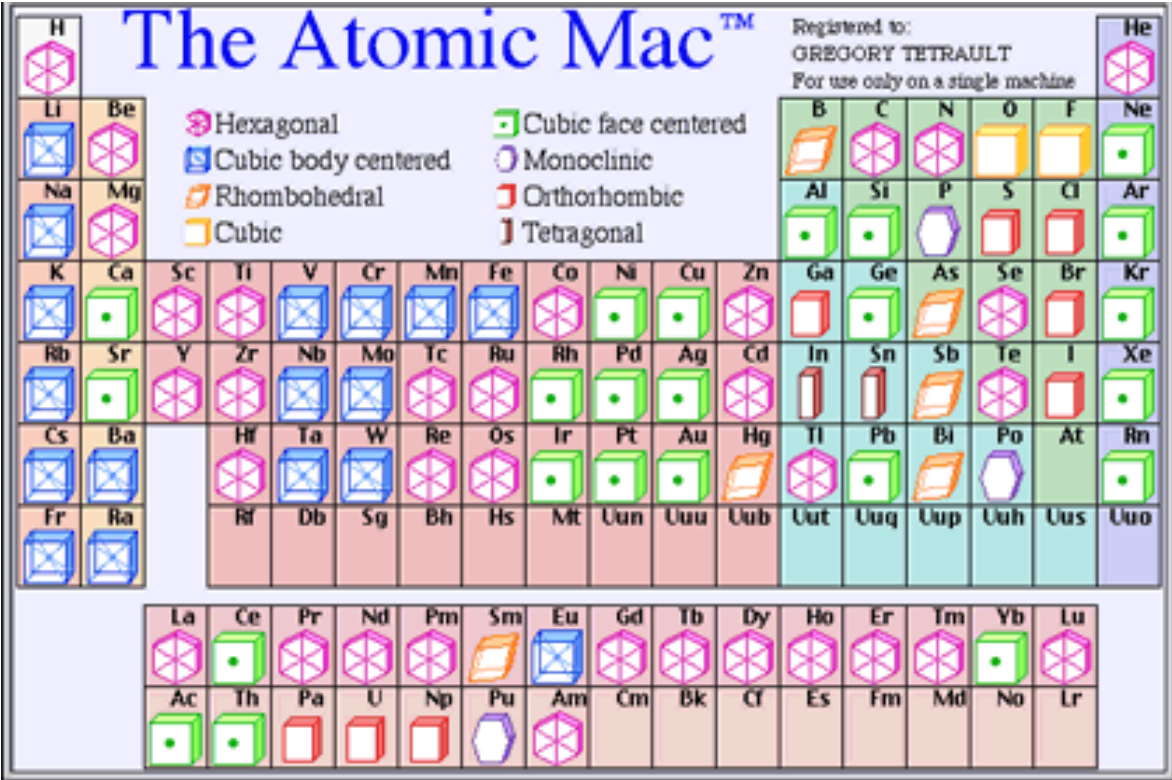 The Atomic Mac™
Registered to:
GREGORY TETRAULT
For use only on a single machine
H He
Hexagonal Cubic face centered
Cubic body centered Monoclinic
Rhombohedral Orthorhombic
Cubic Tetragonal
Li Be B C N O F Ne
Na Mg Al Si P S Cl Ar
K Ca Sc Ti V Cr Mn Fe Co Ni Cu Zn Ga Ge As Se Br Kr
Rb Sr Y Zr Nb Mo Tc Ru Rh Pd Ag Cd In Sn Sb Te I Xe
Cs Ba Hf Ta W Re Os Ir Pt Au Hg Tl Pb Bi Po At Rn
Fr Ra Rf Db Sg Bh Hs Mt Uun Uuu Uub Uut Uuq Uup Uuh Uus Uuo
La Ce Pr Nd Pm Sm Eu Gd Tb Dy Ho Er Tm Yb Lu
Ac Th Pa U Np Pu Am Cm Bk Cf Es Fm Md No Lr